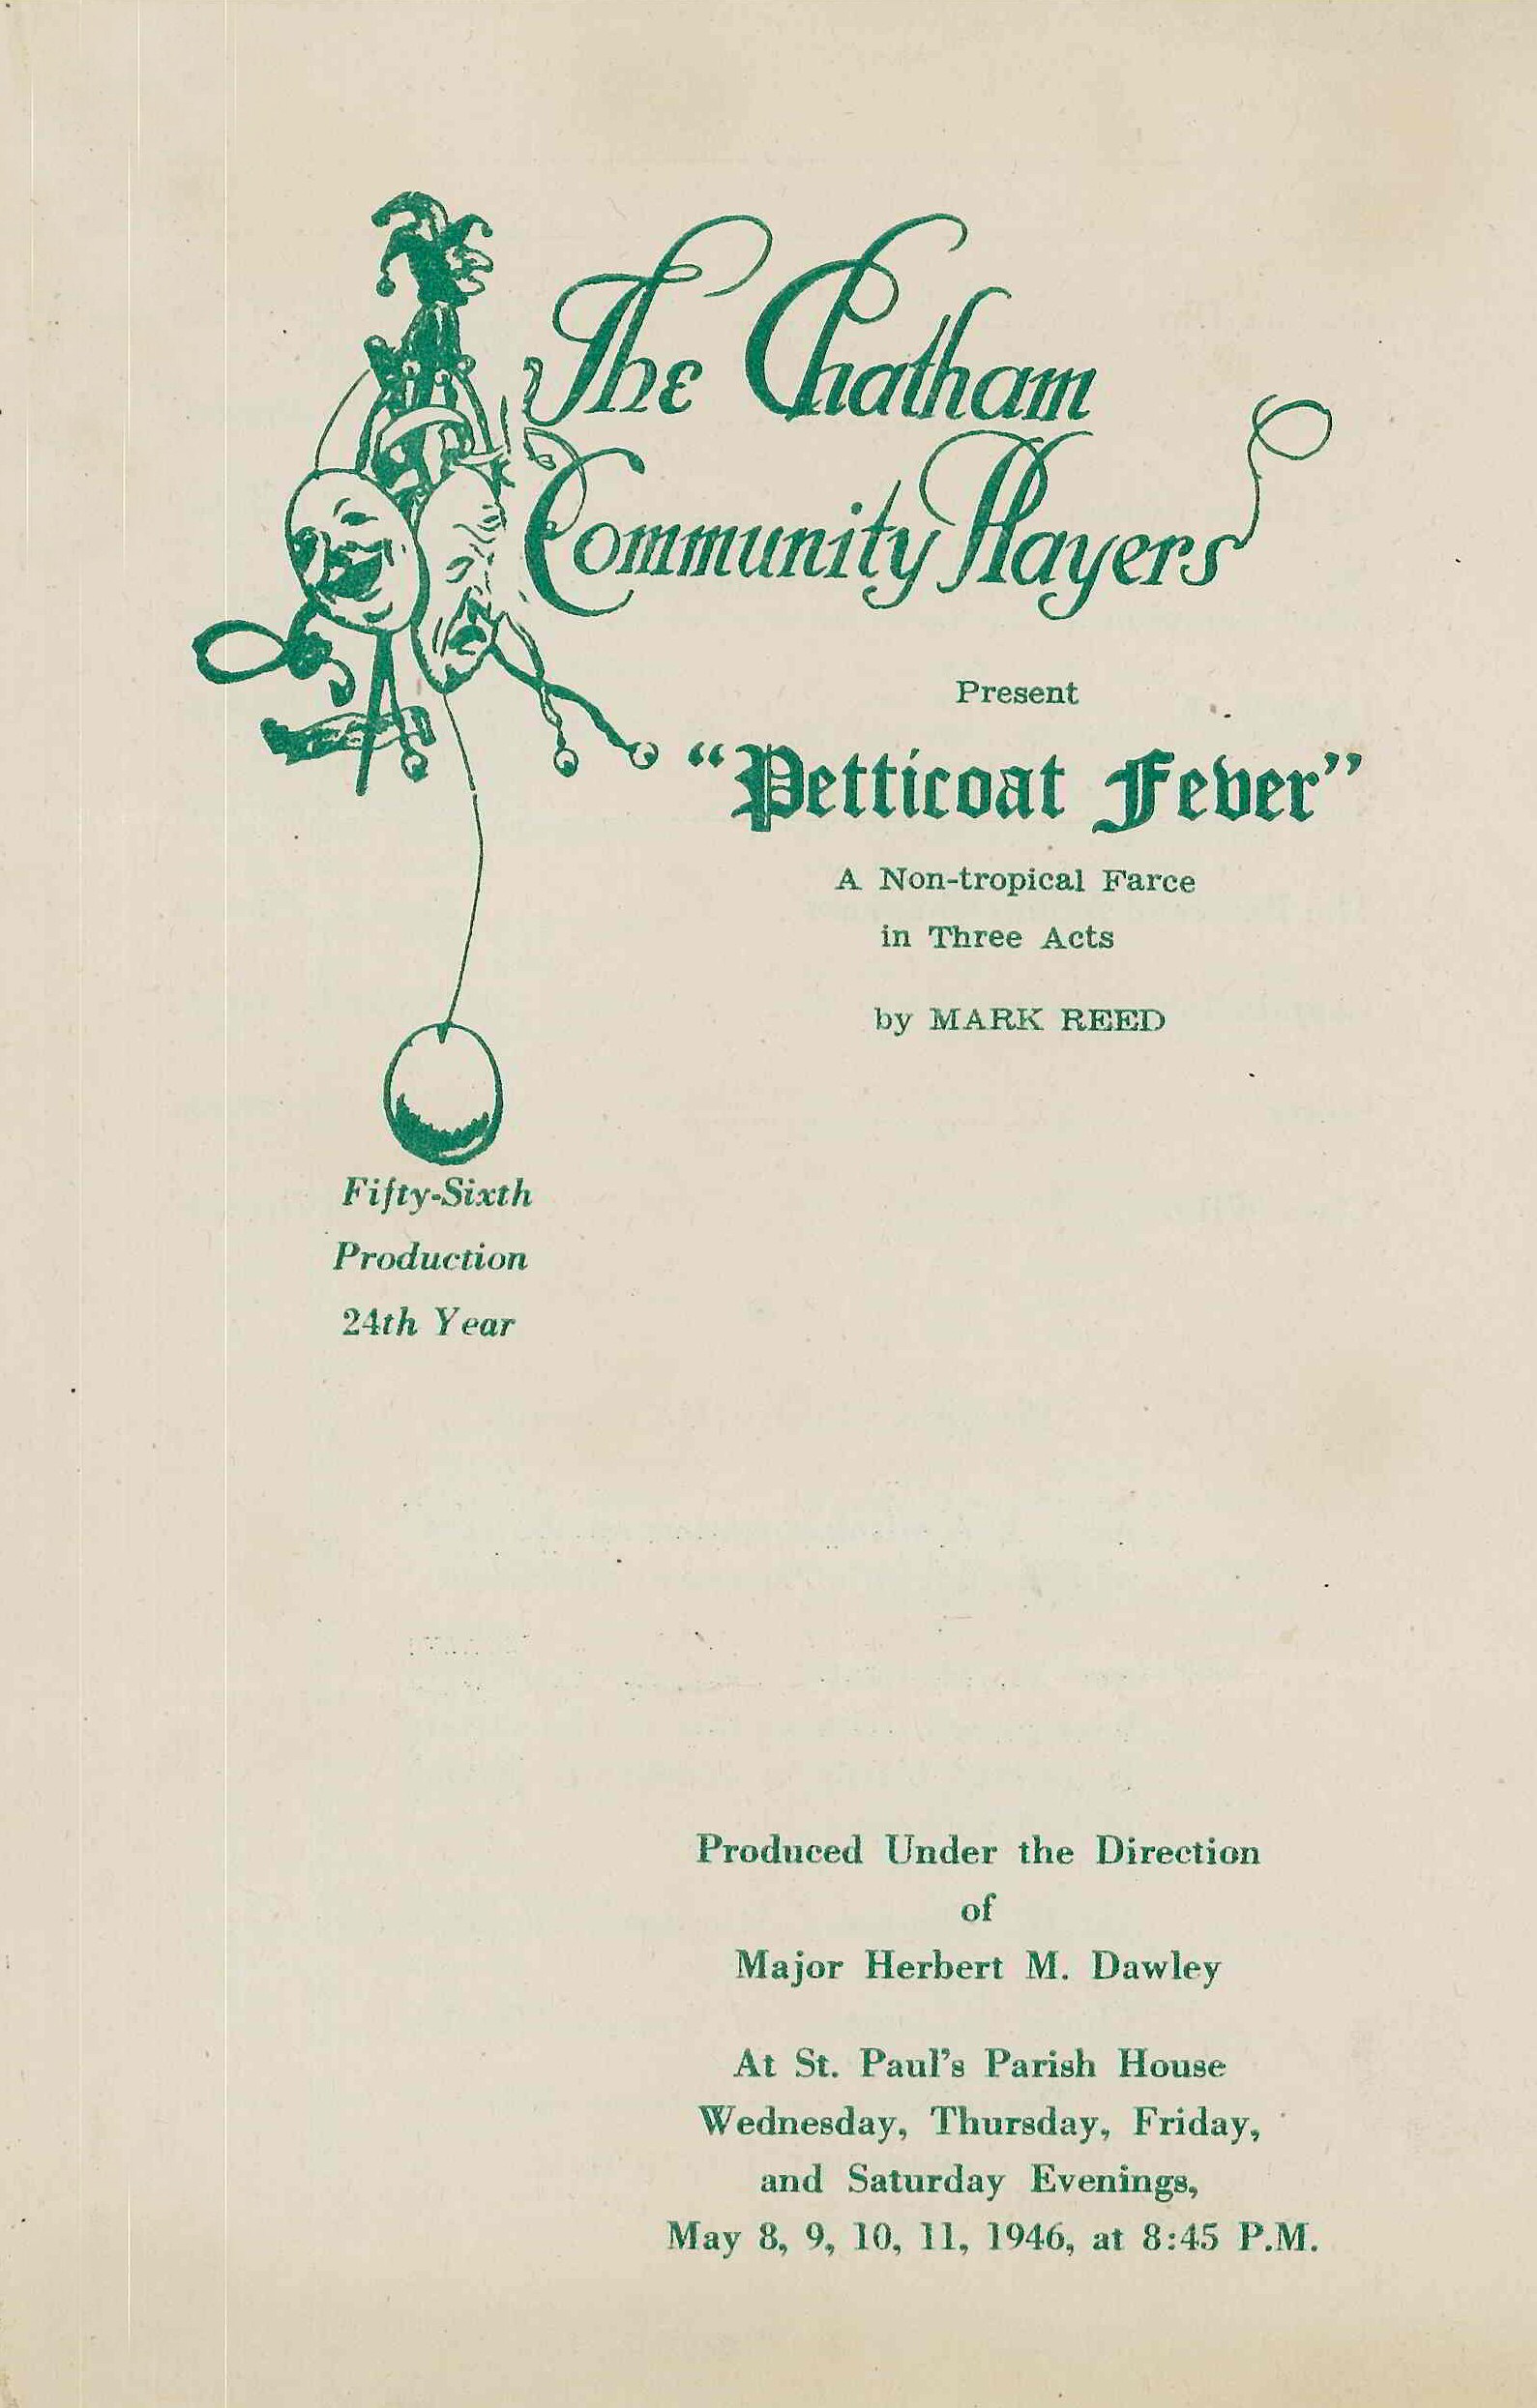 The Chatham
Community Players
Present
"Petticoat Fever"
A Non-tropical Farce
in Three Acts
by MARK REED
Fifty-Sixth
Production
24th Year
Produced Under the Direction
of
Major Herbert M. Dawley
At St. Paul's Parish House
Wednesday, Thursday, Friday,
and Saturday Evenings,
May 8, 9, 10, 11, 1946, at 8:45 P.M.